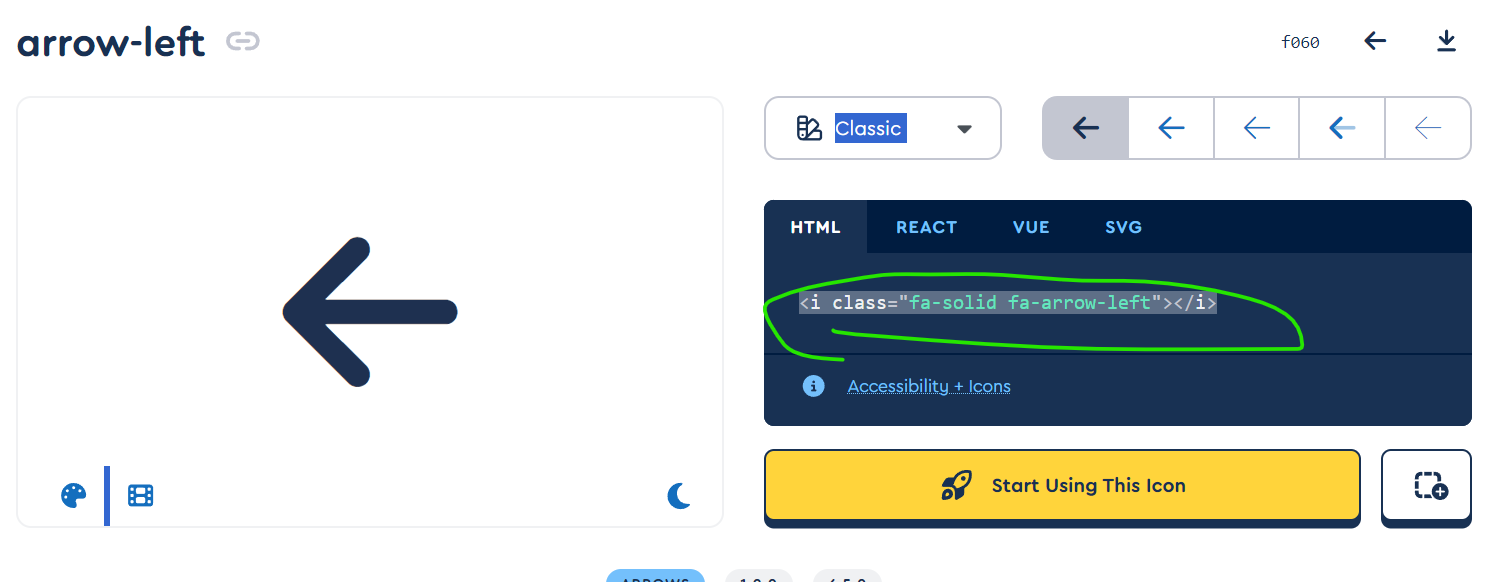 arrow-left
f060
Classic
HTML REACT VUE SVG
<i class="fa-solid fa-arrow-left"></i>
Accessibility + Icons
Start Using This Icon